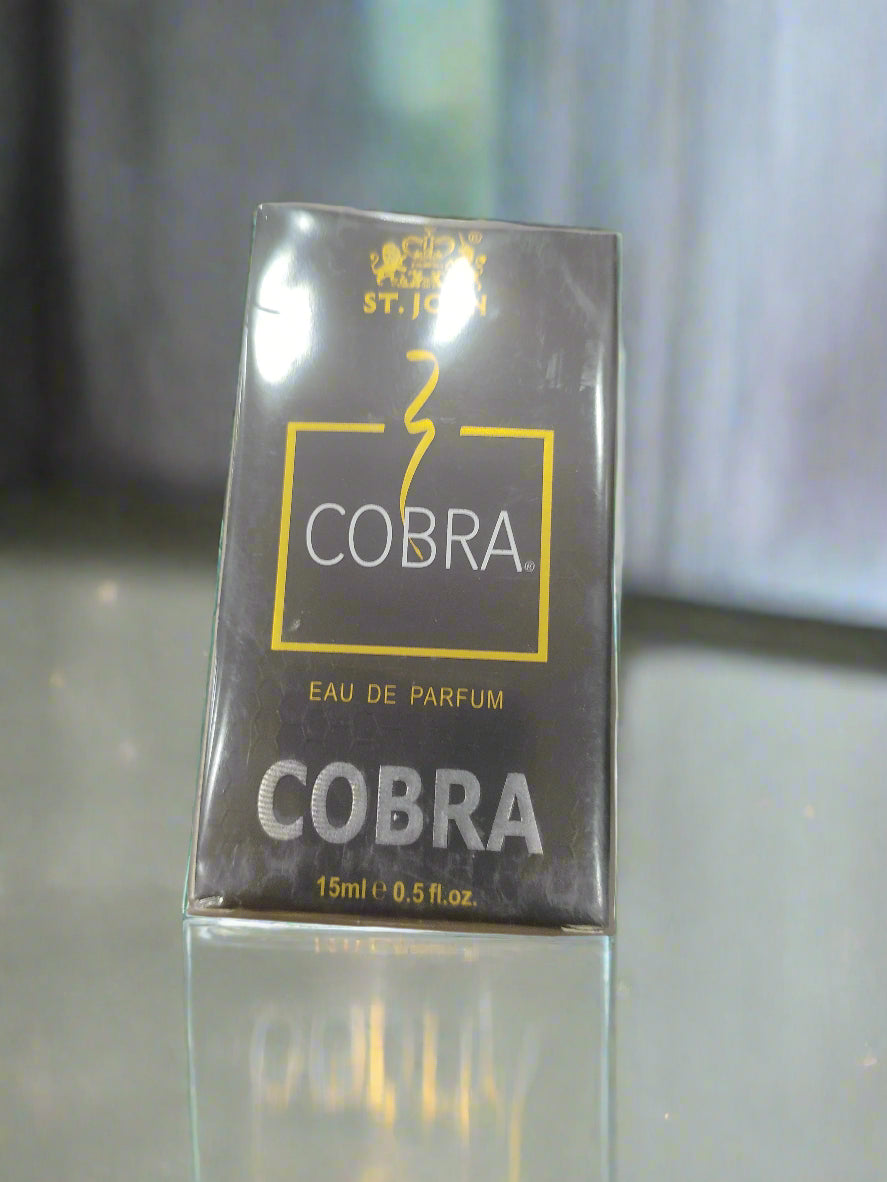 ST. JOHN
COBRA®
EAU DE PARFUM
COBRA
15ml e 0.5 fl.oz.